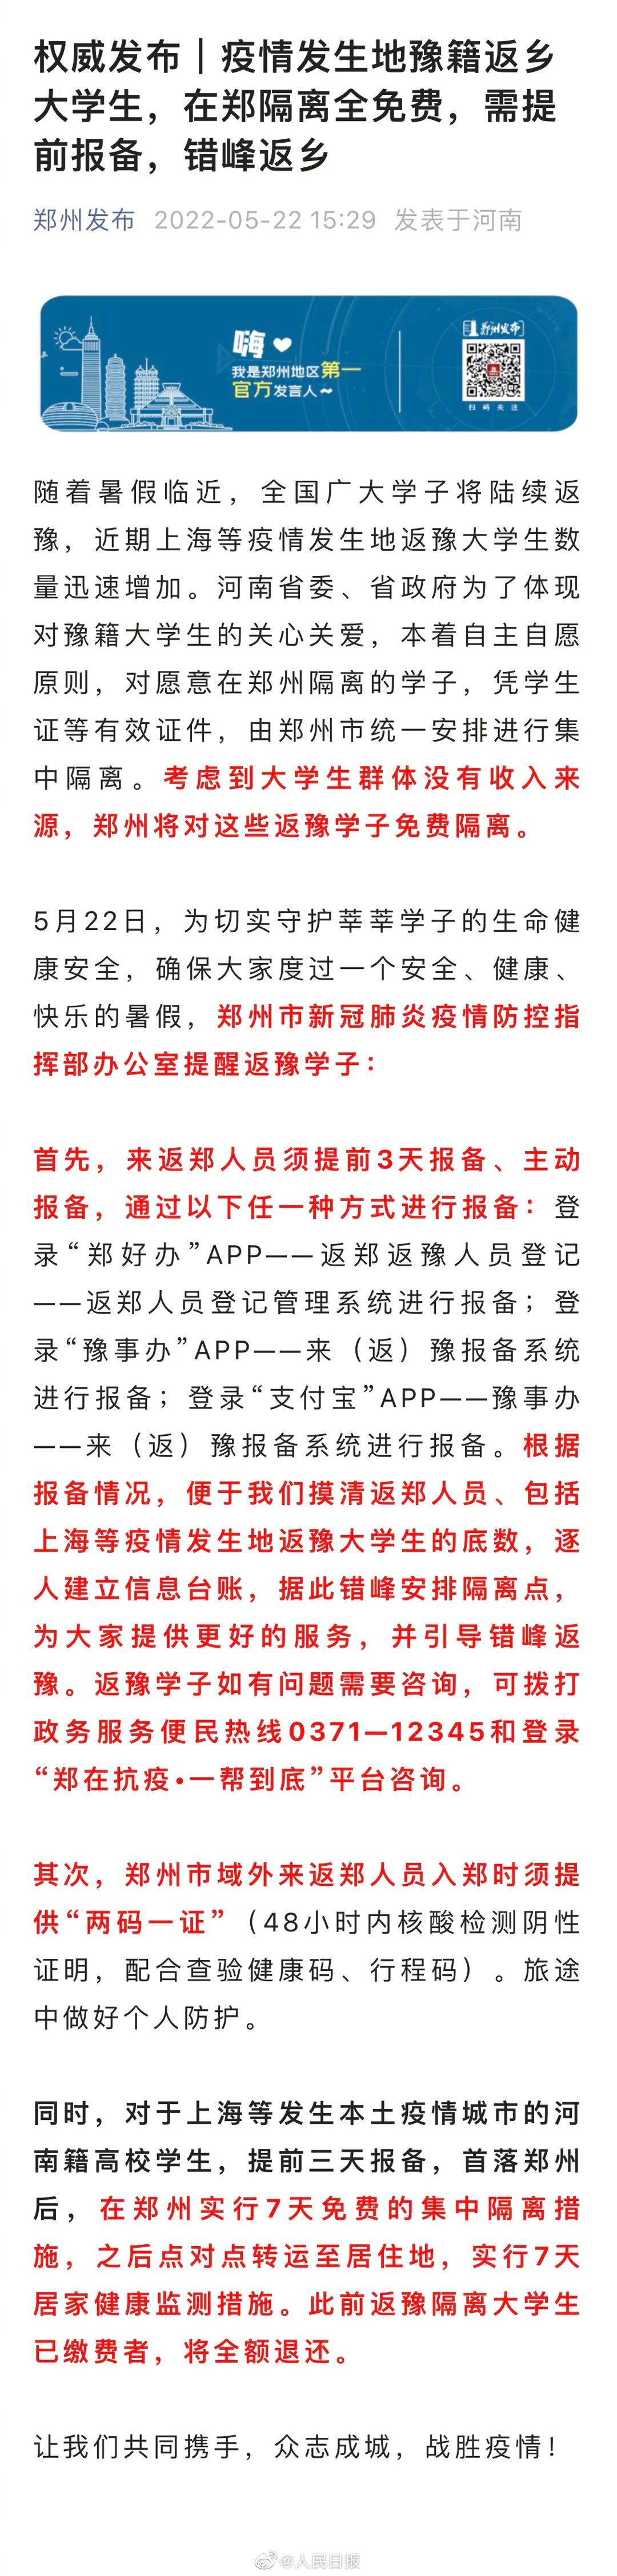 权威发布｜疫情发生地豫籍返乡
大学生，在郑隔离全免费，需提
前报备，错峰返乡
郑州发布 2022-05-22 15:29 发表于河南
嗨
我是郑州地区第一
官方发言人~
郑州发布
扫码关注
随着暑假临近，全国广大学子将陆续返
豫，近期上海等疫情发生地返豫大学生数
量迅速增加。河南省委、省政府为了体现
对豫籍大学生的关心关爱，本着自主自愿
原则，对愿意在郑州隔离的学子，凭学生
证等有效证件，由郑州市统一安排进行集
中隔离。考虑到大学生群体没有收入来
源，郑州将对这些返豫学子免费隔离。
5月22日，为切实守护莘莘学子的生命健
康安全，确保大家度过一个安全、健康、
快乐的暑假，郑州市新冠肺炎疫情防控指
挥部办公室提醒返豫学子：
首先，来返郑人员须提前3天报备、主动
报备，通过以下任一种方式进行报备：登
录“郑好办”APP——返郑返豫人员登记
——返郑人员登记管理系统进行报备；登
录“豫事办”APP——来（返）豫报备系统
进行报备；登录“支付宝”APP——豫事办
——来（返）豫报备系统进行报备。根据
报备情况，便于我们摸清返郑人员、包括
上海等疫情发生地返豫大学生的底数，逐
人建立信息台账，据此错峰安排隔离点，
为大家提供更好的服务，并引导错峰返
豫。返豫学子如有问题需要咨询，可拨打
政务服务便民热线0371—12345和登录
“郑在抗疫•一帮到底”平台咨询。
其次，郑州市域外来返郑人员入郑时须提
供“两码一证”（48小时内核酸检测阴性
证明，配合查验健康码、行程码）。旅途
中做好个人防护。
同时，对于上海等发生本土疫情城市的河
南籍高校学生，提前三天报备，首落郑州
后，在郑州实行7天免费的集中隔离措
施，之后点对点转运至居住地，实行7天
居家健康监测措施。此前返豫隔离大学生
已缴费者，将全额退还。
让我们共同携手，众志成城，战胜疫情！
@人民日报